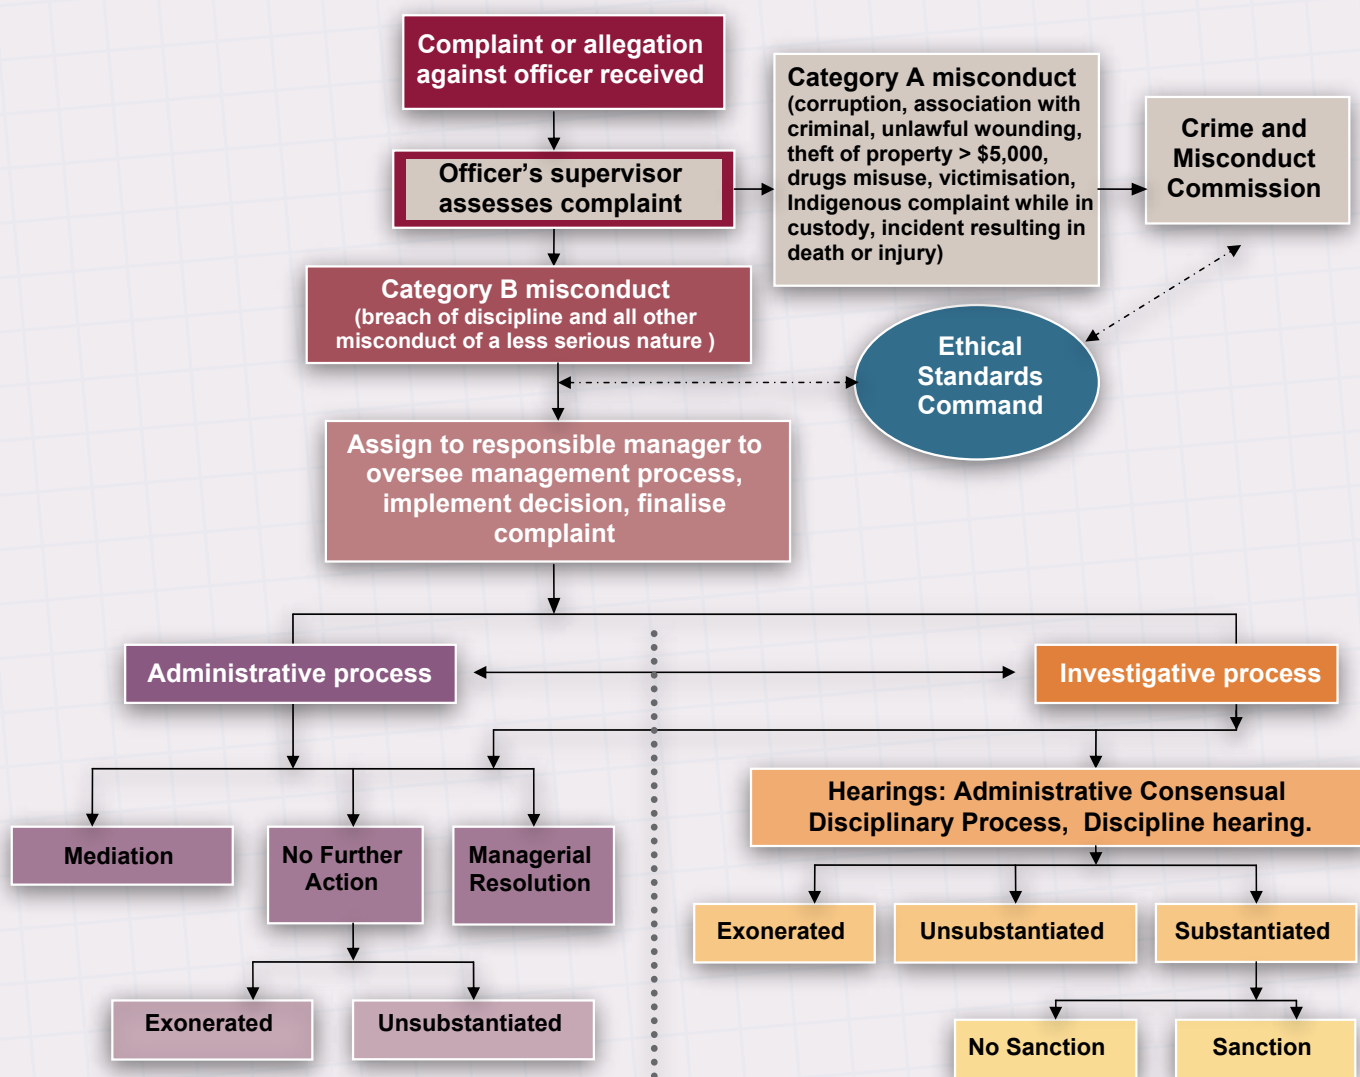 Complaint or allegation
against officer received
Category A misconduct
(corruption, association with
criminal, unlawful wounding,
theft of property > $5,000,
drugs misuse, victimisation,
Indigenous complaint while in
custody, incident resulting in
death or injury)
Crime and
Misconduct
Commission
Officer's supervisor
assesses complaint
Category B misconduct
(breach of discipline and all other
misconduct of a less serious nature )
Ethical
Standards
Command
Assign to responsible manager to
oversee management process,
implement decision, finalise
complaint
Administrative process
Investigative process
Mediation
No Further
Action
Managerial
Resolution
Hearings: Administrative Consensual
Disciplinary Process, Discipline hearing.
Exonerated
Unsubstantiated
Substantiated
Exonerated
Unsubstantiated
No Sanction
Sanction